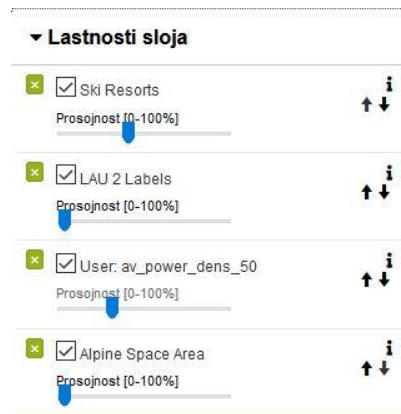 Lastnosti sloja
Ski Resorts
Prosojnost [0-100%]
LAU 2 Labels
Prosojnost [0-100%]
User: av_power_dens_50
Prosojnost [0-100%]
Alpine Space Area
Prosojnost [0-100%]